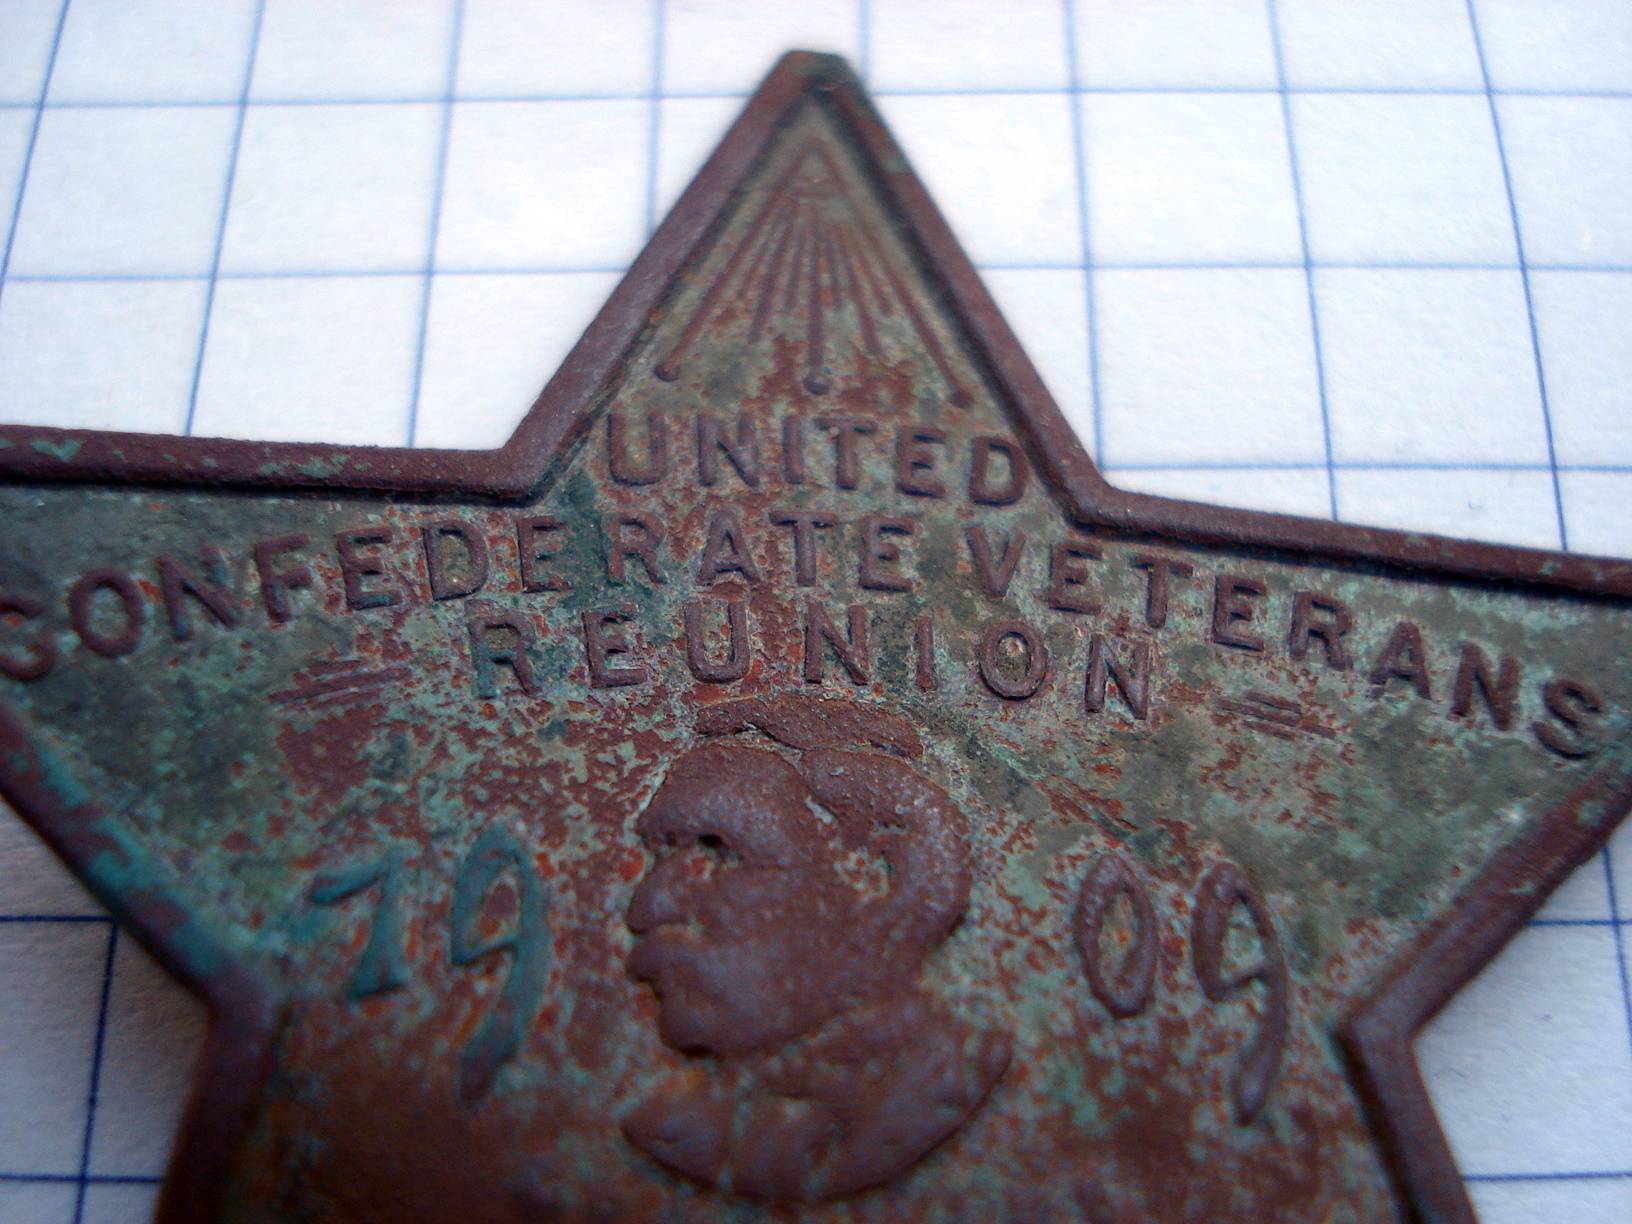 UNITED
CONFEDERATE VETERANS
REUNION
1909